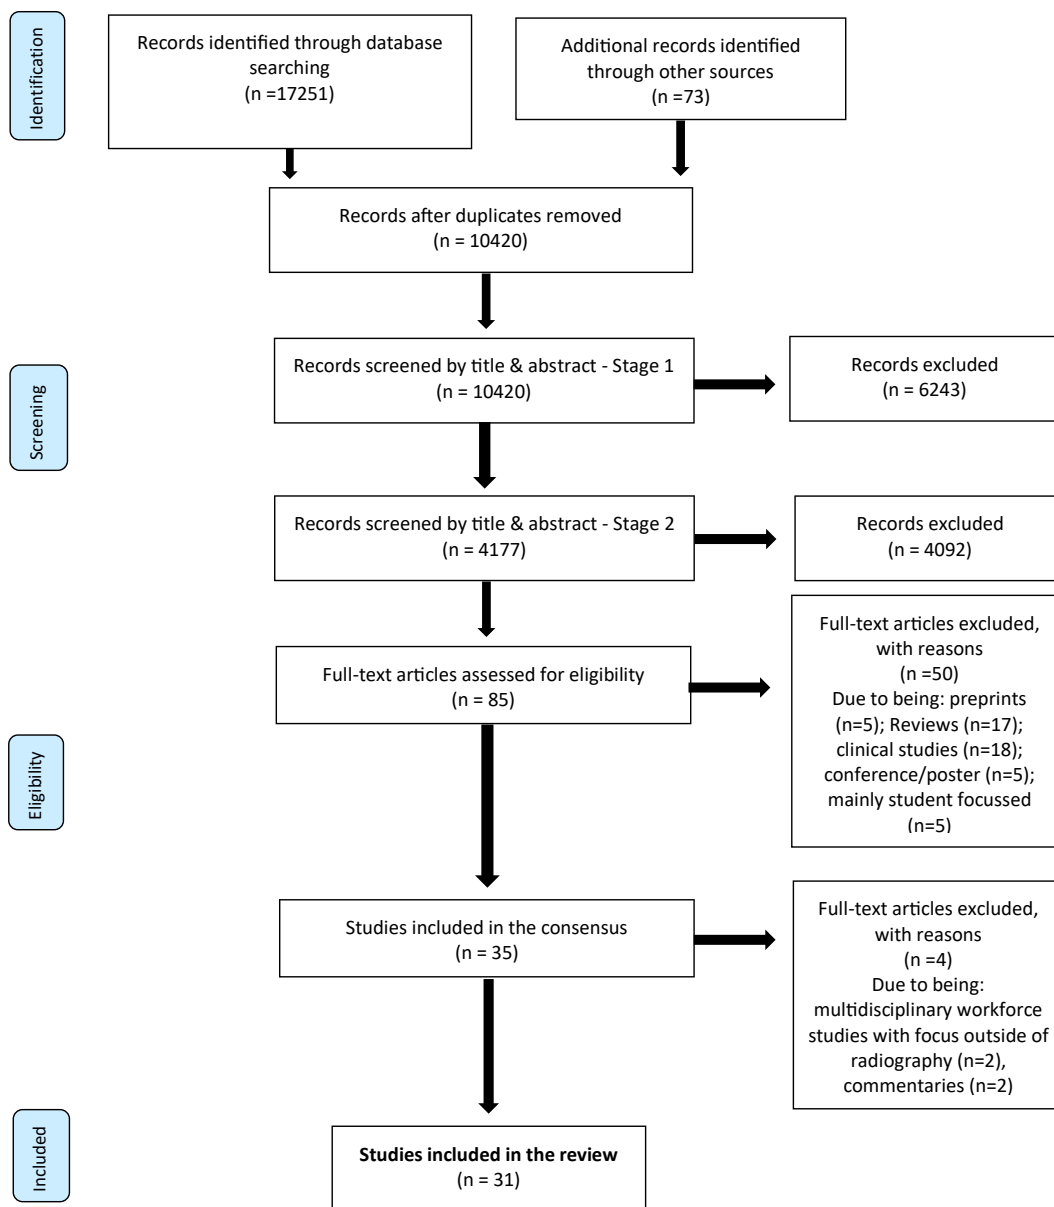 Identification
Records identified through database
searching
(n =17251)
Additional records identified
through other sources
(n =73)
Records after duplicates removed
(n = 10420)
Screening
Records screened by title & abstract - Stage 1
(n = 10420)
Records excluded
(n = 6243)
Records screened by title & abstract - Stage 2
(n = 4177)
Records excluded
(n = 4092)
Eligibility
Full-text articles assessed for eligibility
(n = 85)
Full-text articles excluded,
with reasons
(n =50)
Due to being: preprints
(n=5); Reviews (n=17);
clinical studies (n=18);
conference/poster (n=5);
mainly student focussed
(n=5)
Studies included in the consensus
(n = 35)
Full-text articles excluded,
with reasons
(n =4)
Due to being:
multidisciplinary workforce
studies with focus outside of
radiography (n=2),
commentaries (n=2)
Included
Studies included in the review
(n = 31)